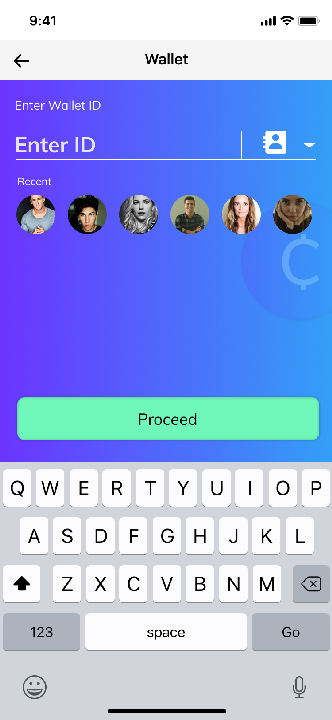 9:41
Wallet
Enter Wallet ID
Enter ID
Recent
₵
Proceed
Q W E R T Y U I O P
A S D F G H J K L
Z X C V B N M
123 space Go